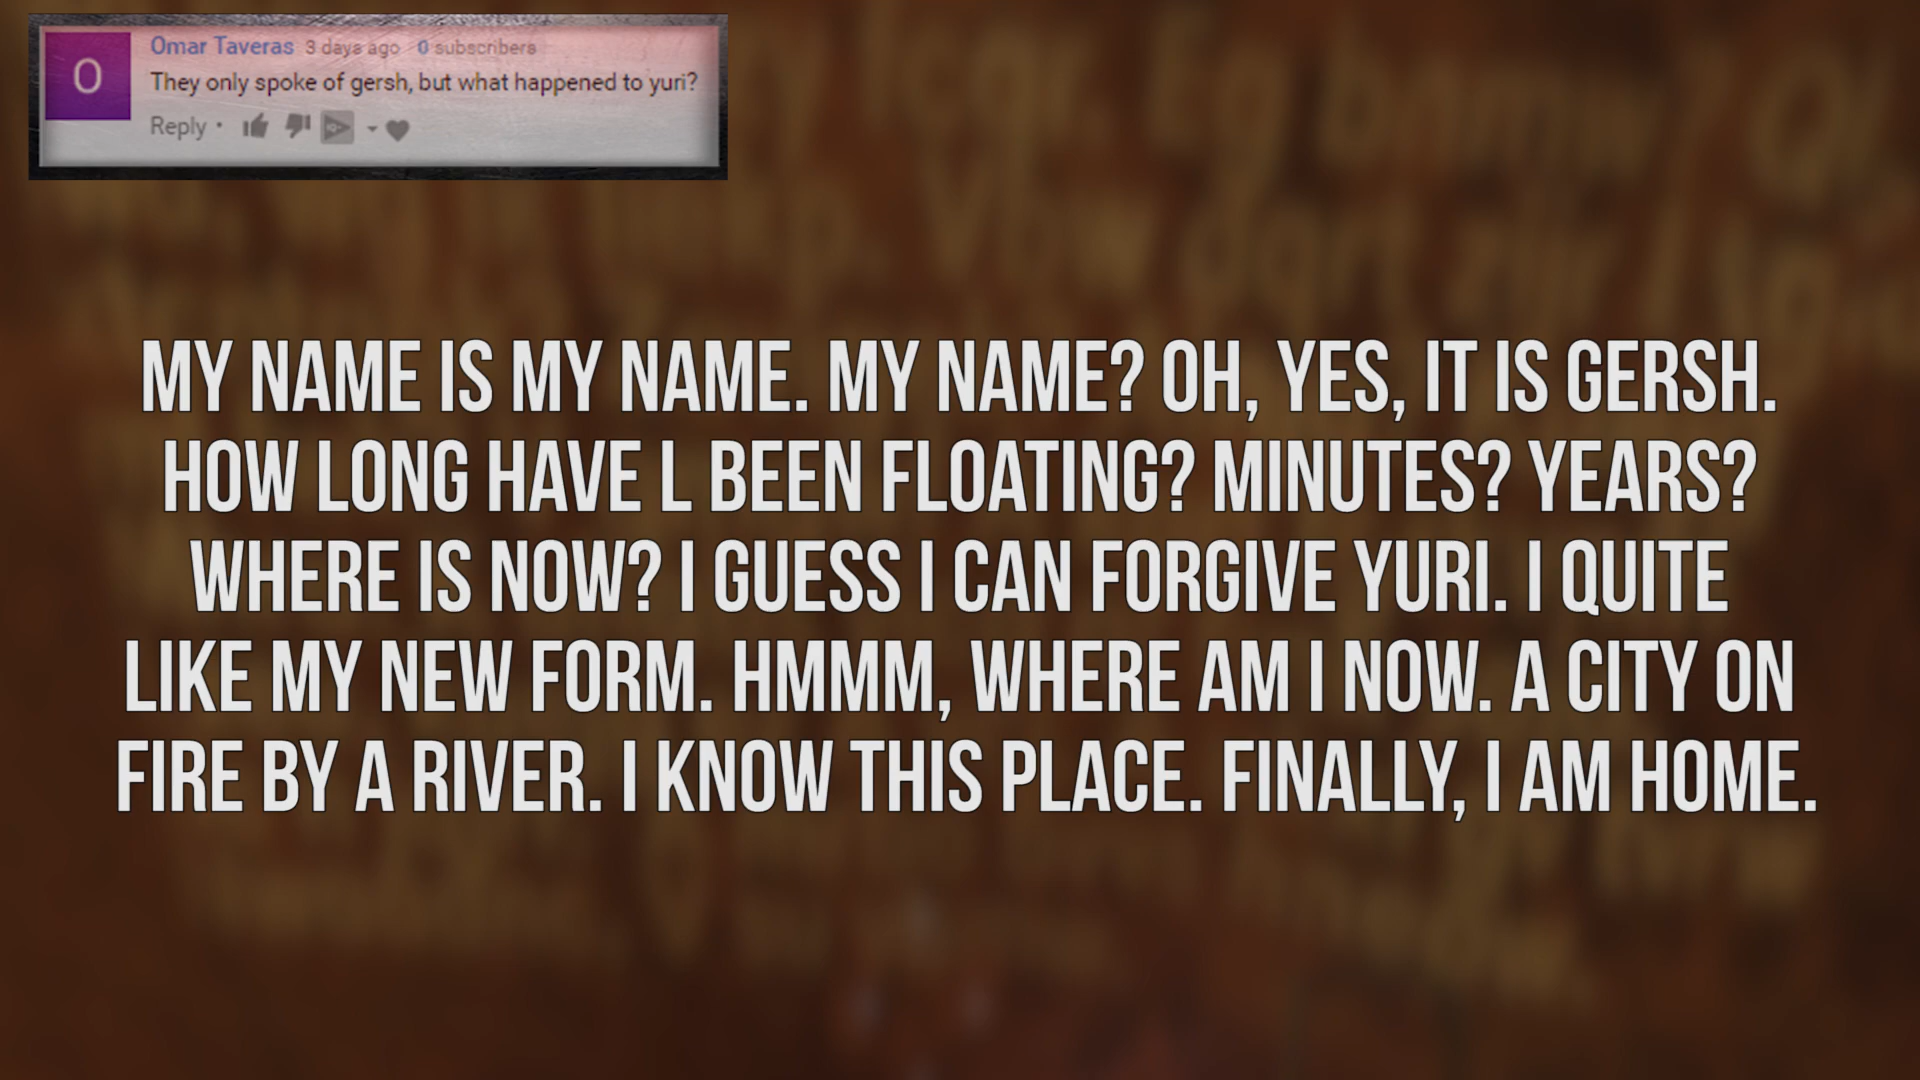 O
Omar Taveras 3 days ago 0 subscribers
They only spoke of gersh, but what happened to yuri?
Reply •
MY NAME IS MY NAME. MY NAME? OH, YES, IT IS GERSH.
HOW LONG HAVE L BEEN FLOATING? MINUTES? YEARS?
WHERE IS NOW? I GUESS I CAN FORGIVE YURI. I QUITE
LIKE MY NEW FORM. HMMM, WHERE AM I NOW. A CITY ON
FIRE BY A RIVER. I KNOW THIS PLACE. FINALLY, I AM HOME.